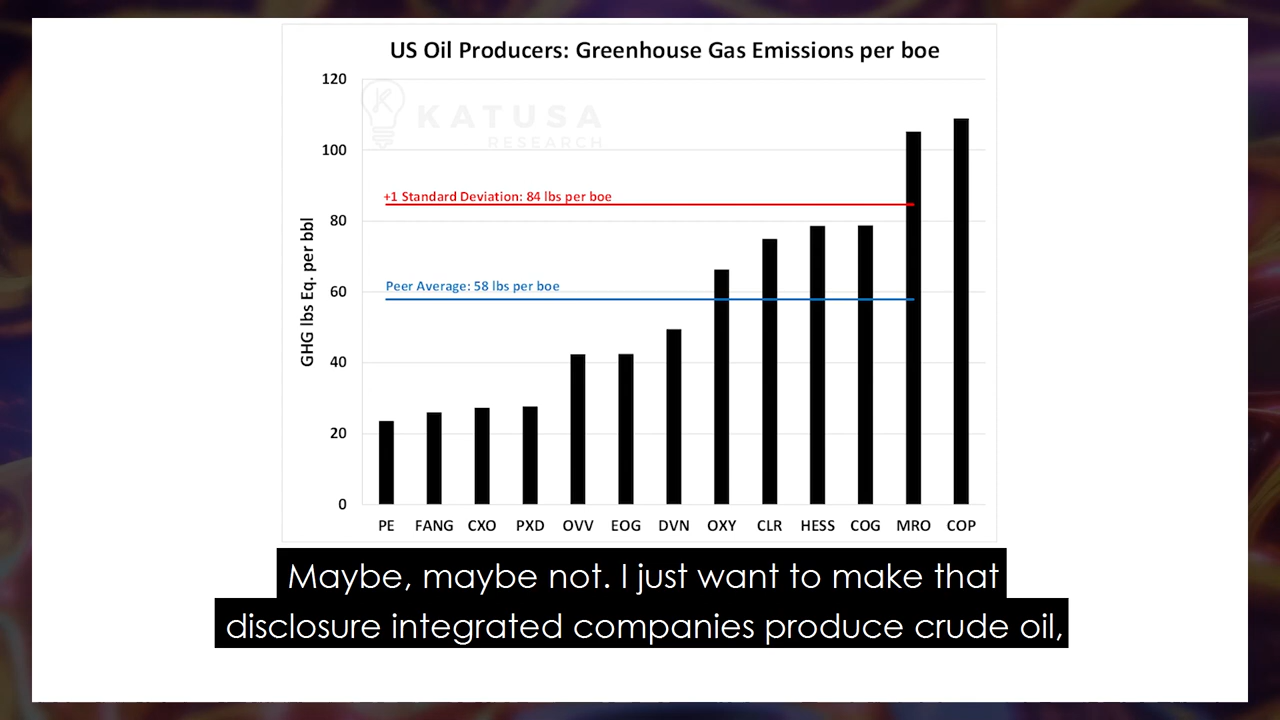 US Oil Producers: Greenhouse Gas Emissions per boe
120
KATUSA
RESEARCH
100
+1 Standard Deviation: 84 lbs per boe
80
GHG lbs Eq. per bbl
Peer Average: 58 lbs per boe
60
40
20
0
PE FANG CXO PXD OVV EOG DVN OXY CLR HESS COG MRO COP
Maybe, maybe not. I just want to make that
disclosure integrated companies produce crude oil,